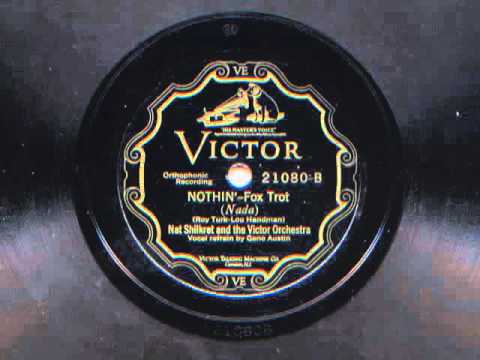 VE
"HIS MASTER'S VOICE"
VICTOR
Orthophonic
Recording
21080-B
NOTHIN'-Fox Trot
(Nada)
(Roy Turk-Lou Handman)
Nat Shilkret and the Victor Orchestra
Vocal refrain by Gene Austin
VICTOR TALKING MACHINE CO.
Camden, N.J.
VE